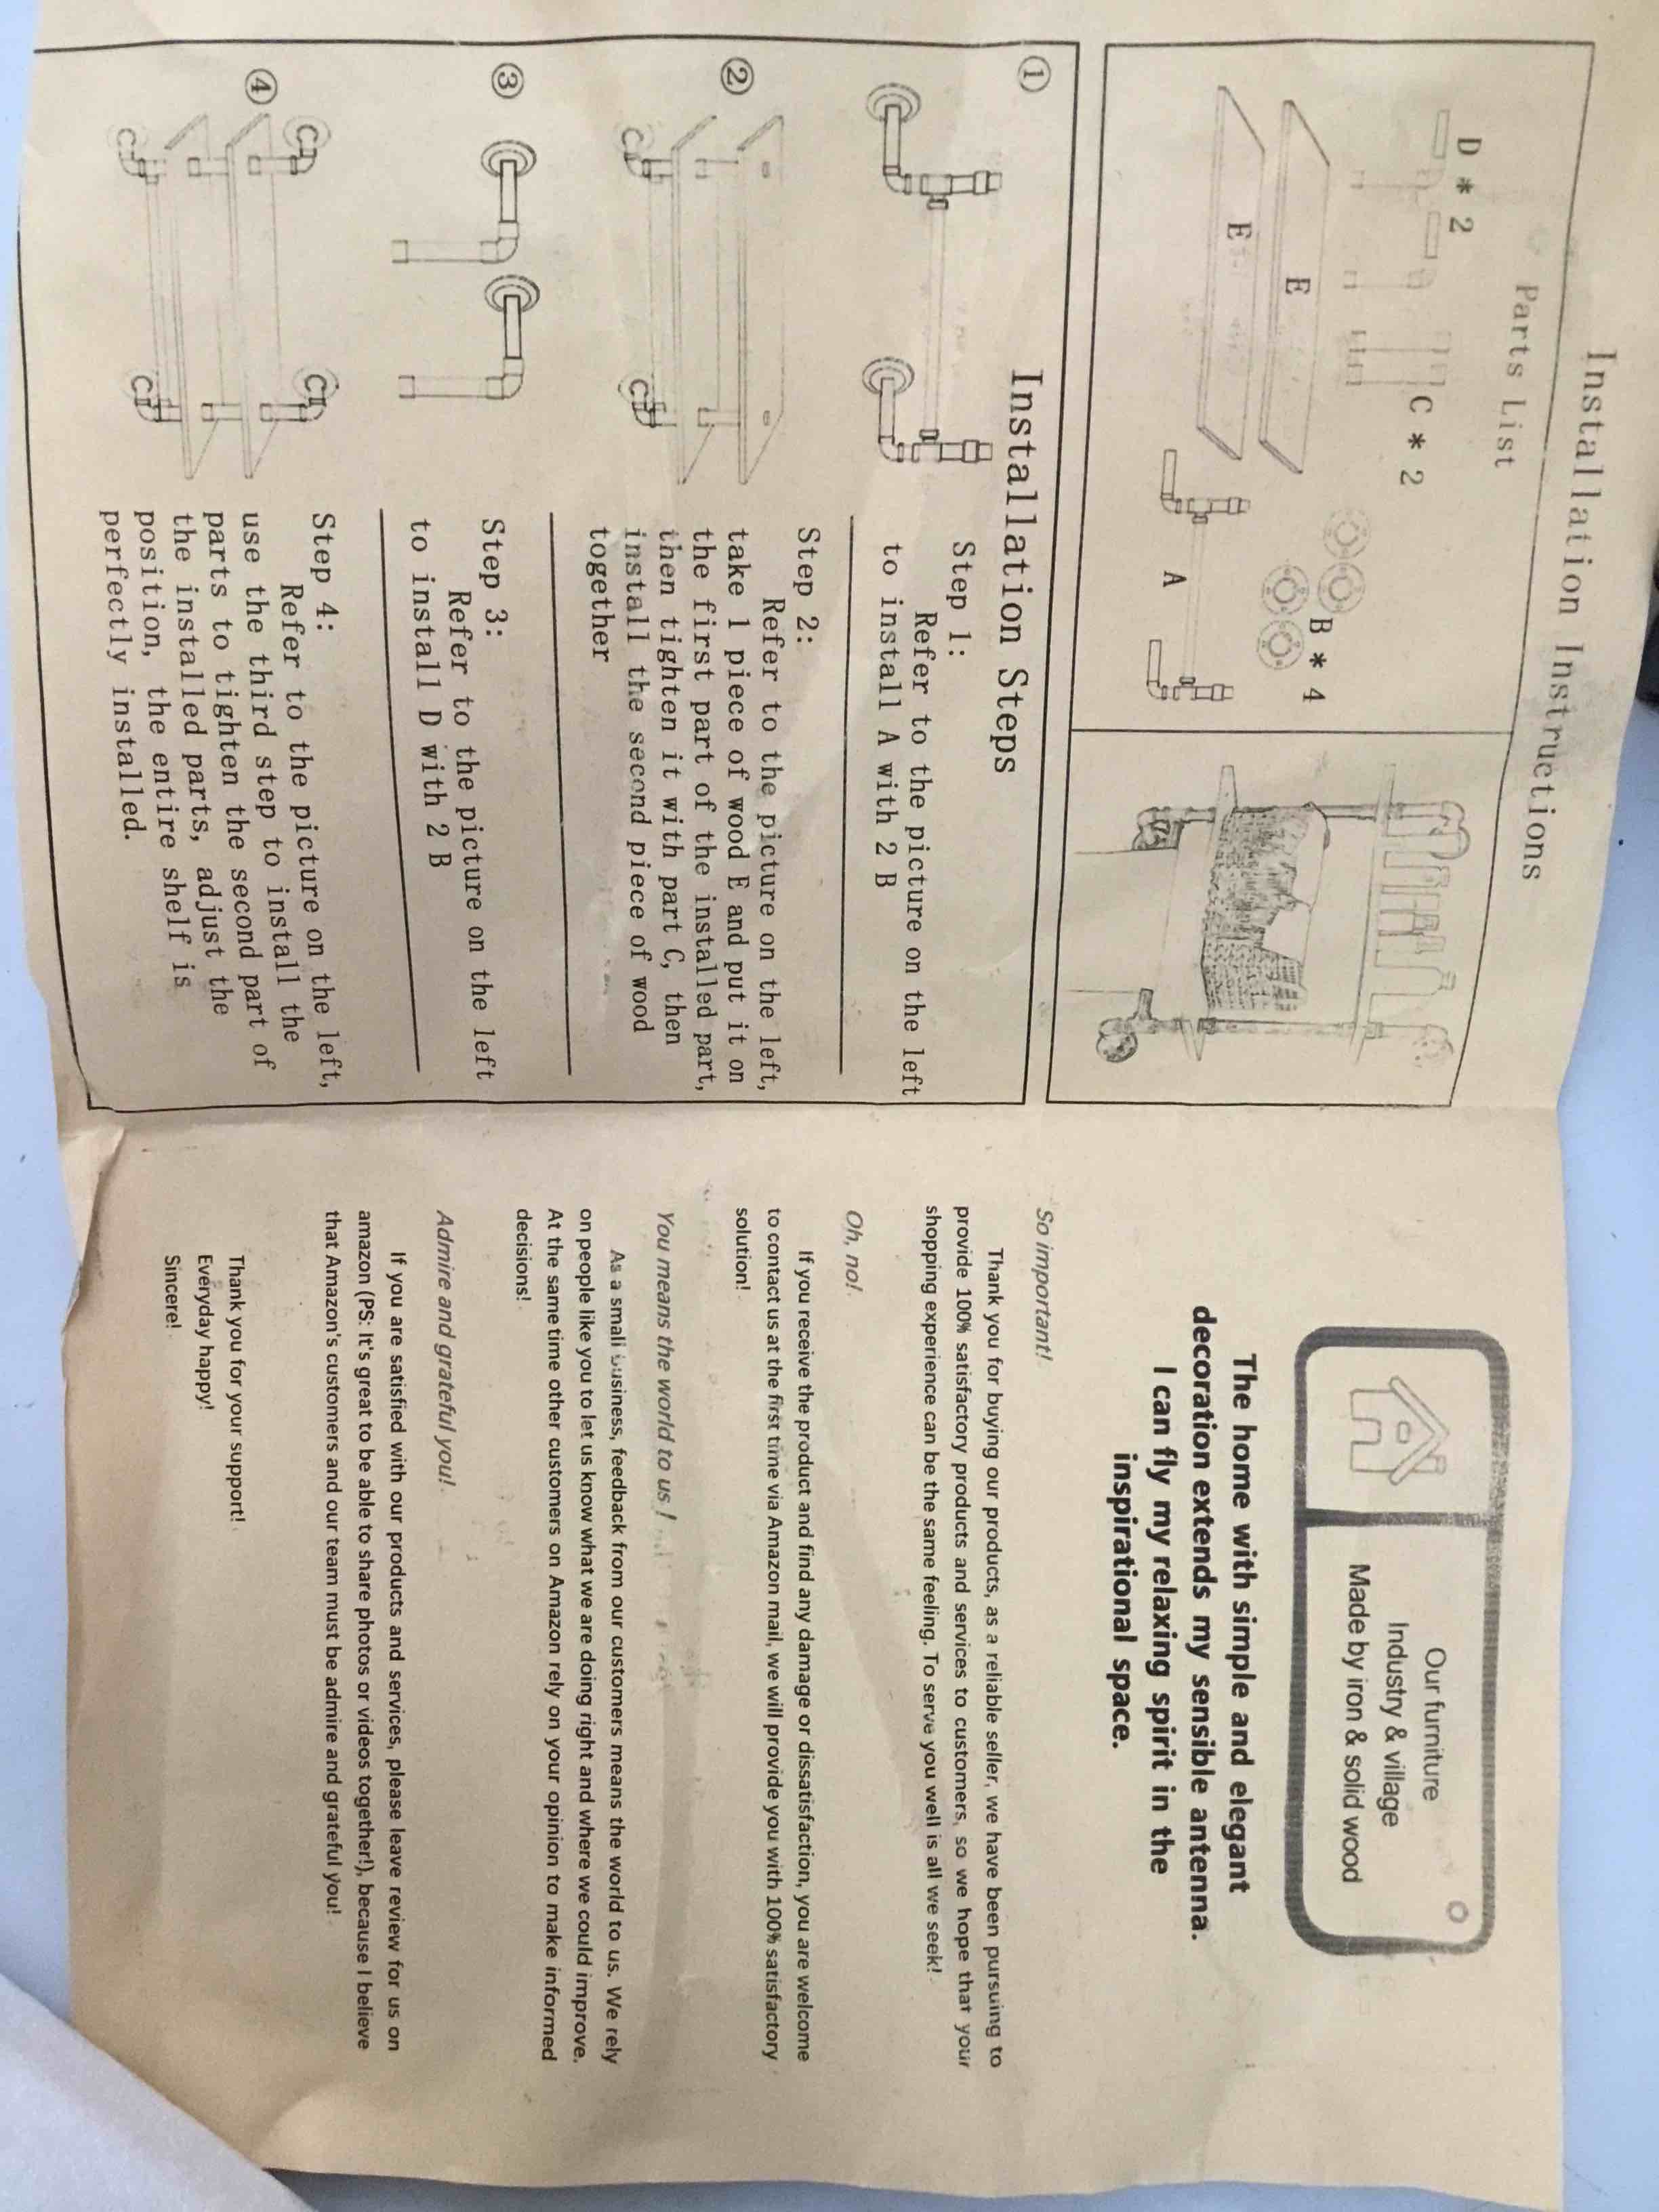 Installation Instructions
Parts List
D * 2
C * 2
B * 4
E
E
A
Installation Steps
①
Step 1:
Refer to the picture on the left
to install A with 2 B
②
C
C
Step 2:
Refer to the picture on the left,
take 1 piece of wood E and put it on
the first part of the installed part,
then tighten it with part C, then
install the second piece of wood
together
③
Step 3:
Refer to the picture on the left
to install D with 2 B
④
C
C
C
C
Step 4:
Refer to the picture on the left,
use the third step to install the
parts to tighten the second part of
the installed parts, adjust the
position, the entire shelf is
perfectly installed.
Our furniture
Industry & village
Made by iron & solid wood
The home with simple and elegant
decoration extends my sensible antenna.
I can fly my relaxing spirit in the
inspirational space.
So important!
Thank you for buying our products, as a reliable seller, we have been pursuing to
provide 100% satisfactory products and services to customers, so we hope that your
shopping experience can be the same feeling. To serve you well is all we seek!
Oh, no!
If you receive the product and find any damage or dissatisfaction, you are welcome
to contact us at the first time via Amazon mail, we will provide you with 100% satisfactory
solution!
You means the world to us !
As a small business, feedback from our customers means the world to us. We rely
on people like you to let us know what we are doing right and where we could improve.
At the same time other customers on Amazon rely on your opinion to make informed
decisions!
Admire and grateful you!
If you are satisfied with our products and services, please leave review for us on
amazon (PS: It's great to be able to share photos or videos together!), because I believe
that Amazon's customers and our team must be admire and grateful you!
Thank you for your support!
Everyday happy!
Sincere!